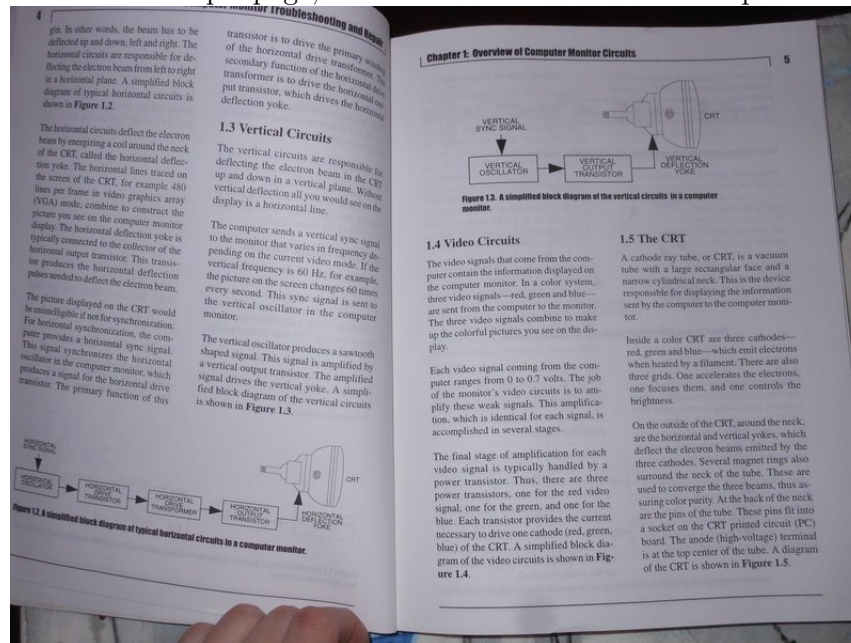 4
Computer Monitor Troubleshooting and Repair
gin. In other words, the beam has to be
deflected up and down, left and right. The
horizontal circuits are responsible for de-
flecting the electron beam from left to right
in a horizontal plane. A simplified block
diagram of typical horizontal circuits is
shown in Figure 1.2.
The horizontal circuits deflect the electron
beam by energizing a coil around the neck
of the CRT, called the horizontal deflec-
tion yoke. The horizontal lines traced on
the screen of the CRT, for example 480
lines per frame in video graphics array
(VGA) mode, combine to construct the
picture you see on the computer monitor
display. The horizontal deflection yoke is
typically connected to the collector of the
horizontal output transistor. This transis-
tor produces the horizontal deflection
pulses needed to deflect the electron beam.
The picture displayed on the CRT would
be unintelligible if not for synchronization.
For horizontal synchronization, the com-
puter provides a horizontal sync signal.
This signal synchronizes the horizontal
oscillator in the computer monitor, which
produces a signal for the horizontal drive
transistor. The primary function of this
transistor is to drive the primary winding
of the horizontal drive transformer. The
secondary function of the horizontal drive
transformer is to drive the horizontal out-
put transistor, which drives the horizontal
deflection yoke.
1.3 Vertical Circuits
The vertical circuits are responsible for
deflecting the electron beam in the CRT
up and down in a vertical plane. Without
vertical deflection all you would see on the
display is a horizontal line.
The computer sends a vertical sync signal
to the monitor that varies in frequency de-
pending on the current video mode. If the
vertical frequency is 60 Hz, for example,
the picture on the screen changes 60 times
every second. This sync signal is sent to
the vertical oscillator in the computer
monitor.
The vertical oscillator produces a sawtooth
shaped signal. This signal is amplified by
a vertical output transistor. The amplified
signal drives the vertical yoke. A simpli-
fied block diagram of the vertical circuits
is shown in Figure 1.3.
HORIZONTAL
SYNC SIGNAL
HORIZONTAL
OSCILLATOR
HORIZONTAL
DRIVE
TRANSISTOR
HORIZONTAL
DRIVE
TRANSFORMER
HORIZONTAL
OUTPUT
TRANSISTOR
HORIZONTAL
DEFLECTION
YOKE
CRT
Figure 1.2. A simplified block diagram of typical horizontal circuits in a computer monitor.
Chapter 1: Overview of Computer Monitor Circuits
5
VERTICAL
SYNC SIGNAL
CRT
VERTICAL
OSCILLATOR
VERTICAL
OUTPUT
TRANSISTOR
VERTICAL
DEFLECTION
YOKE
Figure 1.3. A simplified block diagram of the vertical circuits in a computer
monitor.
1.4 Video Circuits
The video signals that come from the com-
puter contain the information displayed on
the computer monitor. In a color system,
three video signals—red, green and blue—
are sent from the computer to the monitor.
The three video signals combine to make
up the colorful pictures you see on the dis-
play.
Each video signal coming from the com-
puter ranges from 0 to 0.7 volts. The job
of the monitor's video circuits is to am-
plify these weak signals. This amplifica-
tion, which is identical for each signal, is
accomplished in several stages.
The final stage of amplification for each
video signal is typically handled by a
power transistor. Thus, there are three
power transistors, one for the red video
signal, one for the green, and one for the
blue. Each transistor provides the current
necessary to drive one cathode (red, green,
blue) of the CRT. A simplified block dia-
gram of the video circuits is shown in Fig-
ure 1.4.
1.5 The CRT
A cathode ray tube, or CRT, is a vacuum
tube with a large rectangular face and a
narrow cylindrical neck. This is the device
responsible for displaying the information
sent by the computer to the computer moni-
tor.
Inside a color CRT are three cathodes—
red, green and blue—which emit electrons
when heated by a filament. There are also
three grids. One accelerates the electrons,
one focuses them, and one controls the
brightness.
On the outside of the CRT, around the neck,
are the horizontal and vertical yokes, which
deflect the electron beams emitted by the
three cathodes. Several magnet rings also
surround the neck of the tube. These are
used to converge the three beams, thus as-
suring color purity. At the back of the neck
are the pins of the tube. These pins fit into
a socket on the CRT printed circuit (PC)
board. The anode (high-voltage) terminal
is at the top center of the tube. A diagram
of the CRT is shown in Figure 1.5.